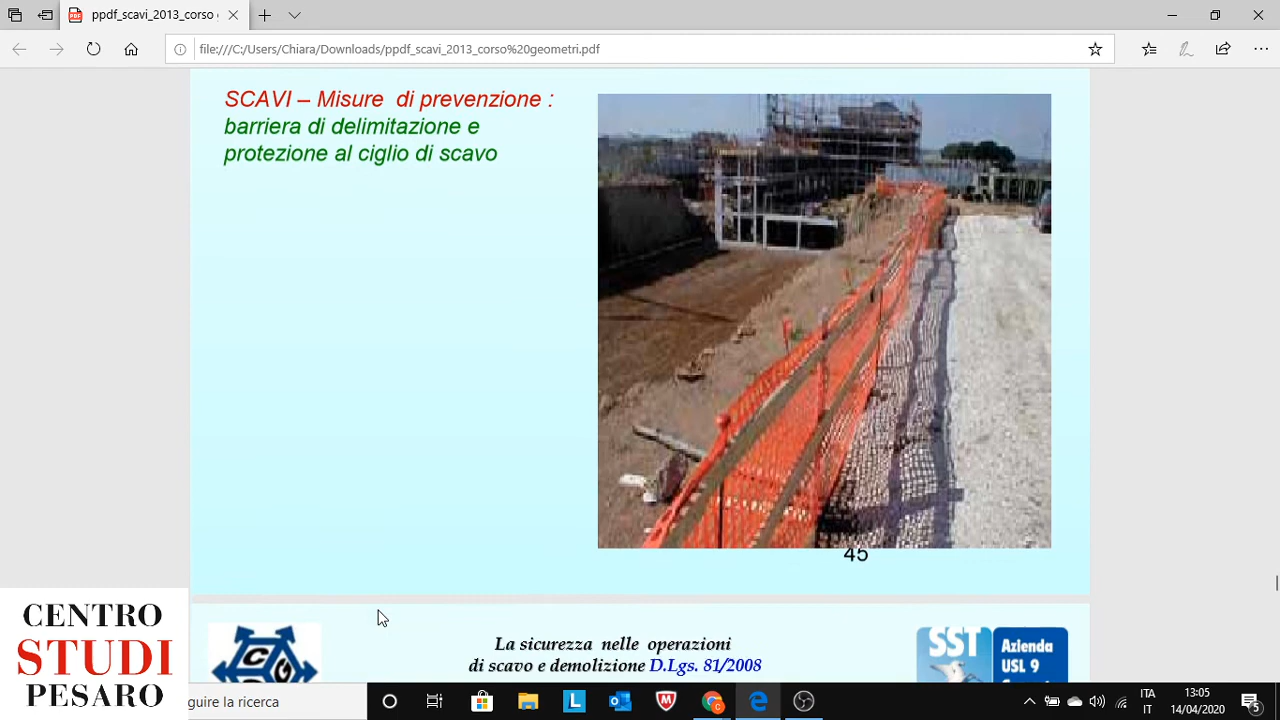 ppdf_scavi_2013_corso
file:///C:/Users/Chiara/Downloads/ppdf_scavi_2013_corso%20geometri.pdf
SCAVI – Misure di prevenzione :
barriera di delimitazione e
protezione al ciglio di scavo
45
La sicurezza nelle operazioni
di scavo e demolizione D.Lgs. 81/2008
SST
Azienda
USL 9
CENTRO
STUDI
PESARO
guire la ricerca
ITA
IT
13:05
14/04/2020
5